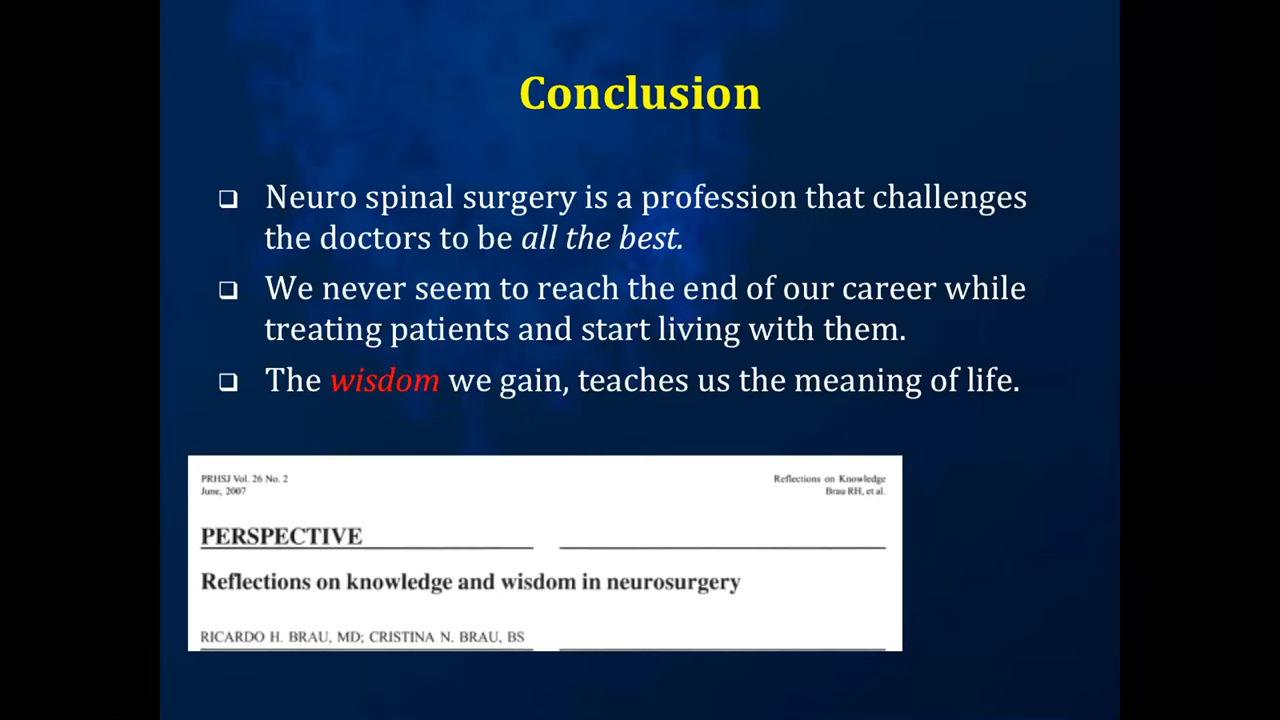 Conclusion
Neuro spinal surgery is a profession that challenges
the doctors to be all the best.
We never seem to reach the end of our career while
treating patients and start living with them.
The wisdom we gain, teaches us the meaning of life.
PRHSJ Vol. 26 No. 2
June, 2007
Reflections on Knowledge
Brau RH, et al.
PERSPECTIVE
Reflections on knowledge and wisdom in neurosurgery
RICARDO H. BRAU, MD; CRISTINA N. BRAU, BS